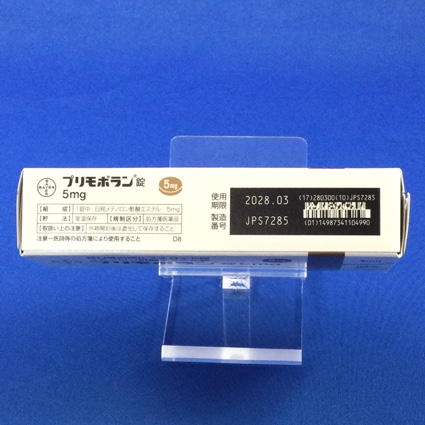 BAYER
プリモボラン®錠
5mg
5mg
【組成】1錠中 日局メテノロン酢酸エステル 5mg
【貯法】室温保存 【規制区分】処方箋医薬品
【取扱い上の注意】外箱開封後は遮光して保存すること
注意-医師等の処方箋により使用すること D8
使用期限 2028.03
製造番号 JPS7285
(17)280300(10)JPS7285
(01)14987341104990